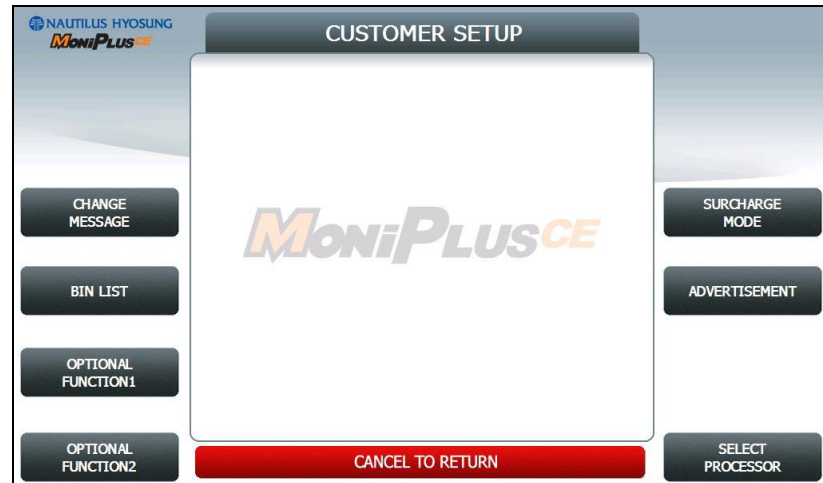 NAUTILUS HYOSUNG
MONiPLUSCE
CUSTOMER SETUP
CHANGE
MESSAGE
BIN LIST
OPTIONAL
FUNCTION1
OPTIONAL
FUNCTION2
MONiPLUSCE
SURCHARGE
MODE
ADVERTISEMENT
SELECT
PROCESSOR
CANCEL TO RETURN